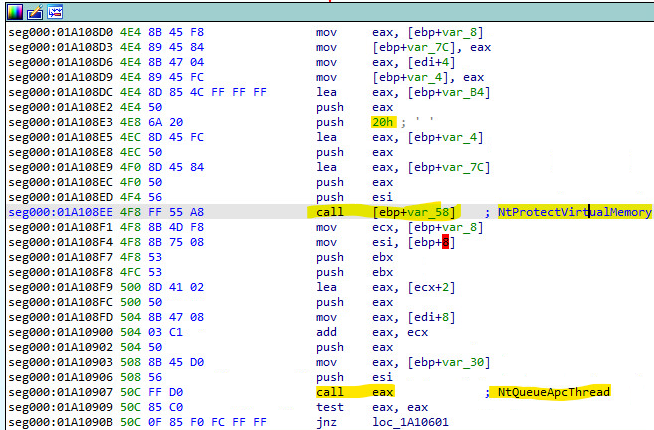 seg000:01A108D0 4E4 8B 45 F8 mov eax, [ebp+var_8]
seg000:01A108D3 4E4 89 45 84 mov [ebp+var_7C], eax
seg000:01A108D6 4E4 8B 47 04 mov eax, [edi+4]
seg000:01A108D9 4E4 89 45 FC mov [ebp+var_4], eax
seg000:01A108DC 4E4 8D 85 4C FF FF FF lea eax, [ebp+var_B4]
seg000:01A108E2 4E4 50 push eax
seg000:01A108E3 4E8 6A 20 push 20h ; ' '
seg000:01A108E5 4EC 8D 45 FC lea eax, [ebp+var_4]
seg000:01A108E8 4EC 50 push eax
seg000:01A108E9 4F0 8D 45 84 lea eax, [ebp+var_7C]
seg000:01A108EC 4F0 50 push eax
seg000:01A108ED 4F4 56 push esi
seg000:01A108EE 4F8 FF 55 A8 call [ebp+var_58] ; NtProtectVirtualMemory
seg000:01A108F1 4F8 8B 4D F8 mov ecx, [ebp+var_8]
seg000:01A108F4 4F8 8B 75 08 mov esi, [ebp+8]
seg000:01A108F7 4F8 53 push ebx
seg000:01A108F8 4FC 53 push ebx
seg000:01A108F9 500 8D 41 02 lea eax, [ecx+2]
seg000:01A108FC 500 50 push eax
seg000:01A108FD 504 8B 47 08 mov eax, [edi+8]
seg000:01A10900 504 03 C1 add eax, ecx
seg000:01A10902 504 50 push eax
seg000:01A10903 508 8B 45 D0 mov eax, [ebp+var_30]
seg000:01A10906 508 56 push esi
seg000:01A10907 50C FF D0 call eax ; NtQueueApcThread
seg000:01A10909 50C 85 C0 test eax, eax
seg000:01A1090B 50C 0F 85 F0 FC FF FF jnz loc_1A10601